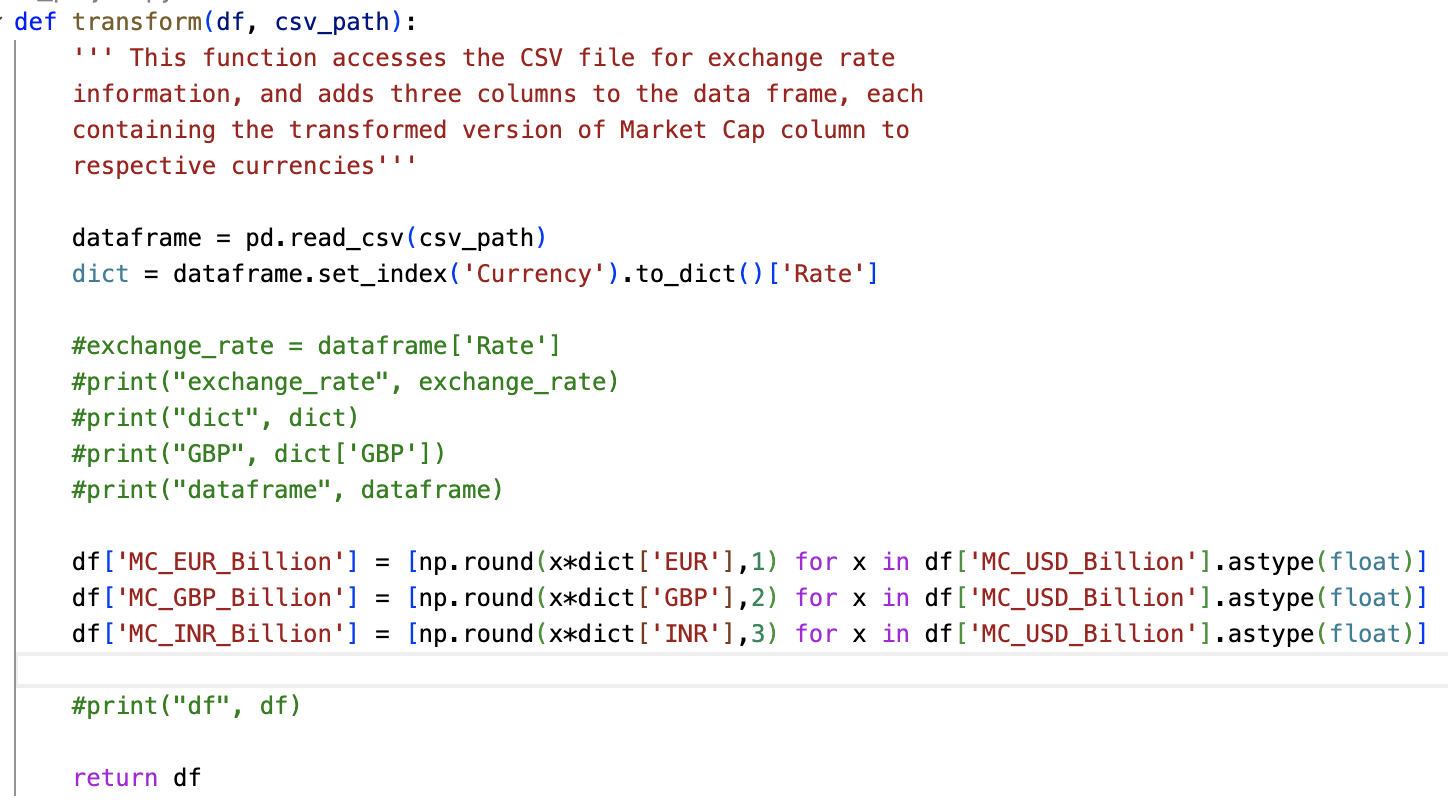 def transform(df, csv_path):
    ''' This function accesses the CSV file for exchange rate
    information, and adds three columns to the data frame, each
    containing the transformed version of Market Cap column to
    respective currencies'''

    dataframe = pd.read_csv(csv_path)
    dict = dataframe.set_index('Currency').to_dict()['Rate']

    #exchange_rate = dataframe['Rate']
    #print("exchange_rate", exchange_rate)
    #print("dict", dict)
    #print("GBP", dict['GBP'])
    #print("dataframe", dataframe)

    df['MC_EUR_Billion'] = [np.round(x*dict['EUR'],1) for x in df['MC_USD_Billion'].astype(float)]
    df['MC_GBP_Billion'] = [np.round(x*dict['GBP'],2) for x in df['MC_USD_Billion'].astype(float)]
    df['MC_INR_Billion'] = [np.round(x*dict['INR'],3) for x in df['MC_USD_Billion'].astype(float)]

    #print("df", df)

    return df